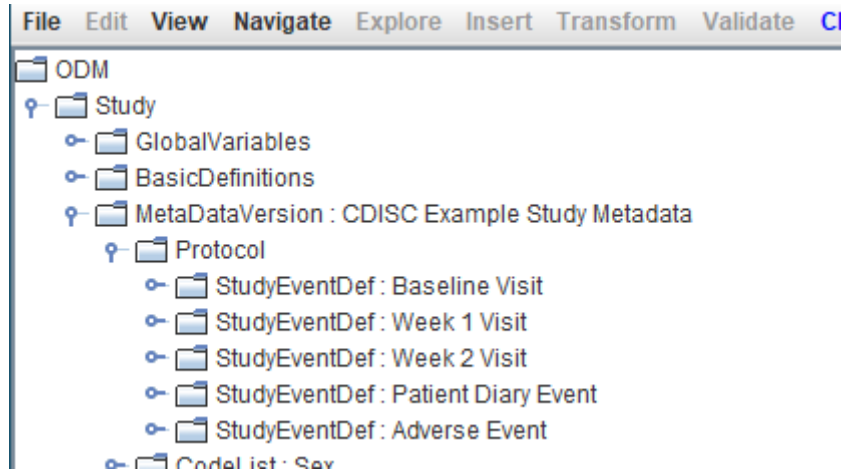 File Edit View Navigate Explore Insert Transform Validate
ODM
Study
GlobalVariables
BasicDefinitions
MetaDataVersion : CDISC Example Study Metadata
Protocol
StudyEventDef : Baseline Visit
StudyEventDef : Week 1 Visit
StudyEventDef : Week 2 Visit
StudyEventDef : Patient Diary Event
StudyEventDef : Adverse Event
CodeList : Sex